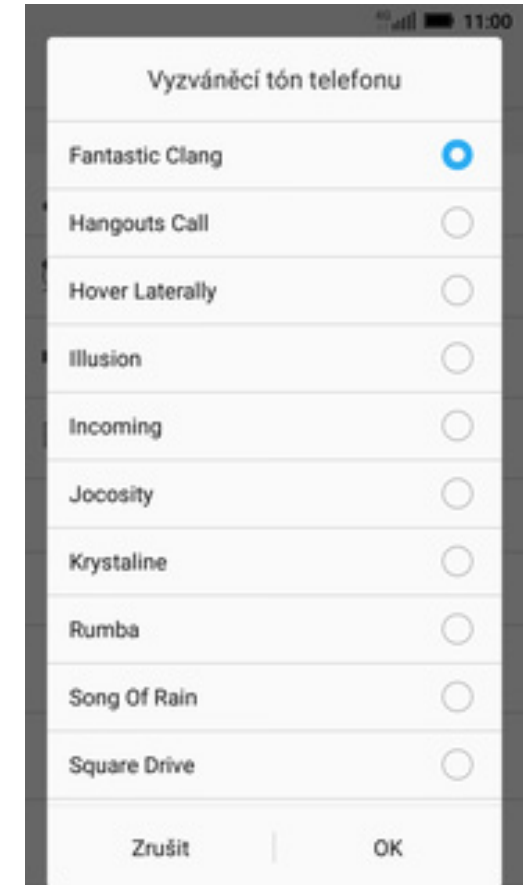 4G 11:00
Vyzváněcí tón telefonu
Fantastic Clang
Hangouts Call
Hover Laterally
Illusion
Incoming
Jocosity
Krystaline
Rumba
Song Of Rain
Square Drive
Zrušit OK